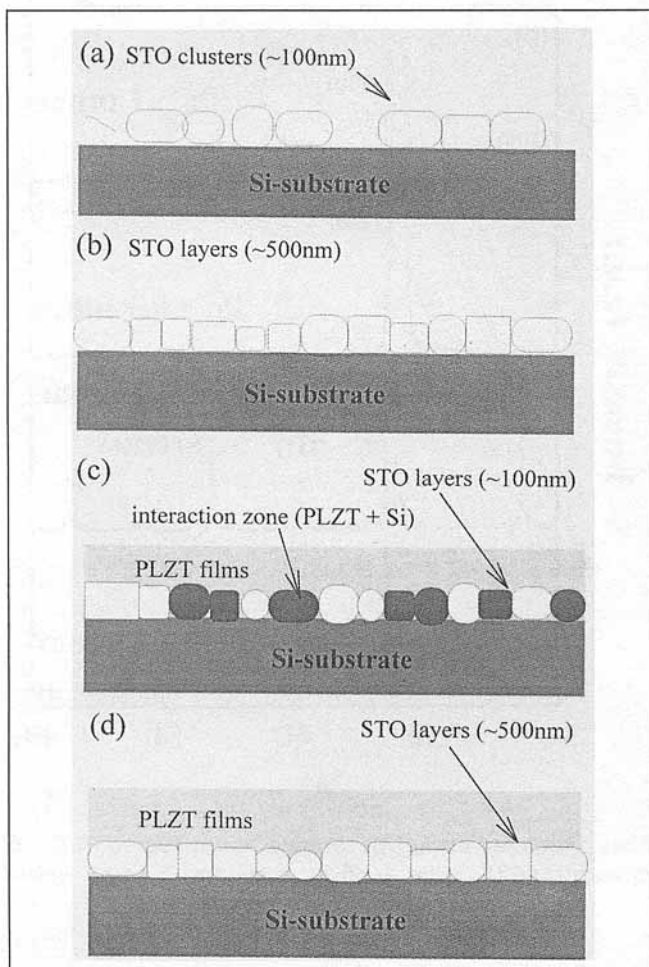 (a) STO clusters (~100nm)
Si-substrate
(b) STO layers (~500nm)
Si-substrate
(c)
STO layers (~100nm)
interaction zone (PLZT + Si)
PLZT films
Si-substrate
(d)
STO layers (~500nm)
PLZT films
Si-substrate